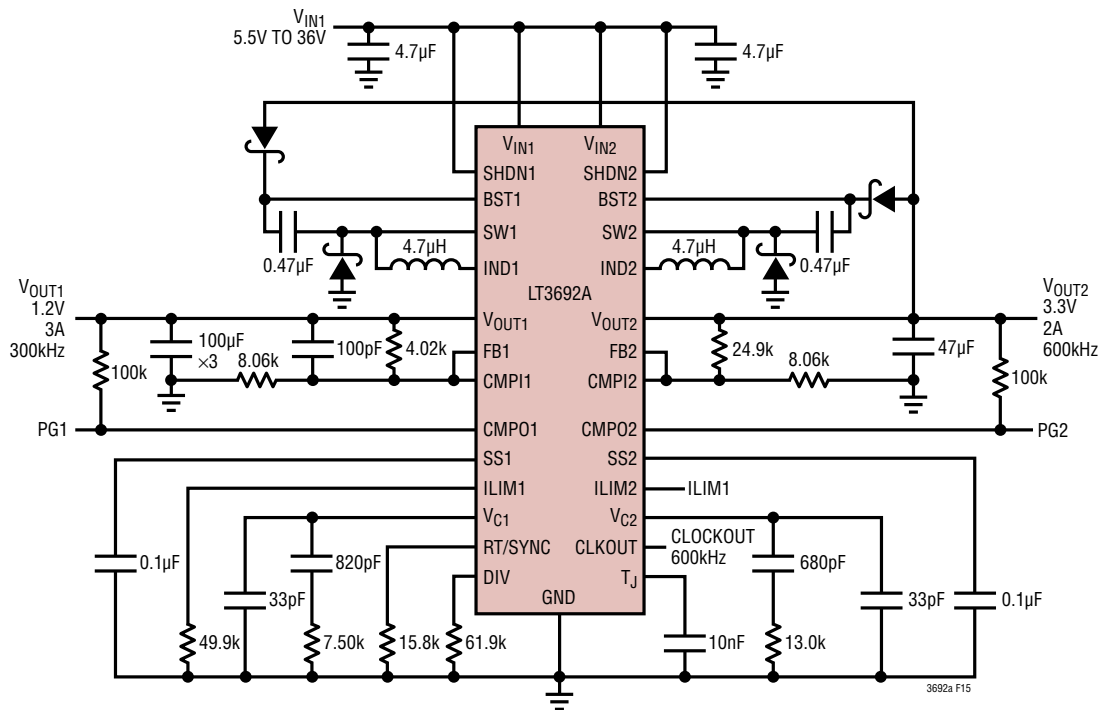 VIN1
5.5V TO 36V
4.7µF
4.7µF
VIN1
VIN2
SHDN1
SHDN2
BST1
BST2
SW1
SW2
0.47µF
4.7µH
4.7µH
0.47µF
IND1
IND2
LT3692A
VOUT1
1.2V
3A
300kHz
VOUT2
3.3V
2A
600kHz
VOUT1
VOUT2
100k
100µF
×3
8.06k
100pF
4.02k
FB1
FB2
24.9k
8.06k
47µF
100k
CMPI1
CMPI2
PG1
CMPO1
CMPO2
PG2
SS1
SS2
ILIM1
ILIM2
ILIM1
VC1
VC2
RT/SYNC
CLKOUT
CLOCKOUT
600kHz
DIV
TJ
GND
0.1µF
33pF
820pF
680pF
33pF
0.1µF
49.9k
7.50k
15.8k
61.9k
10nF
13.0k
3692a F15